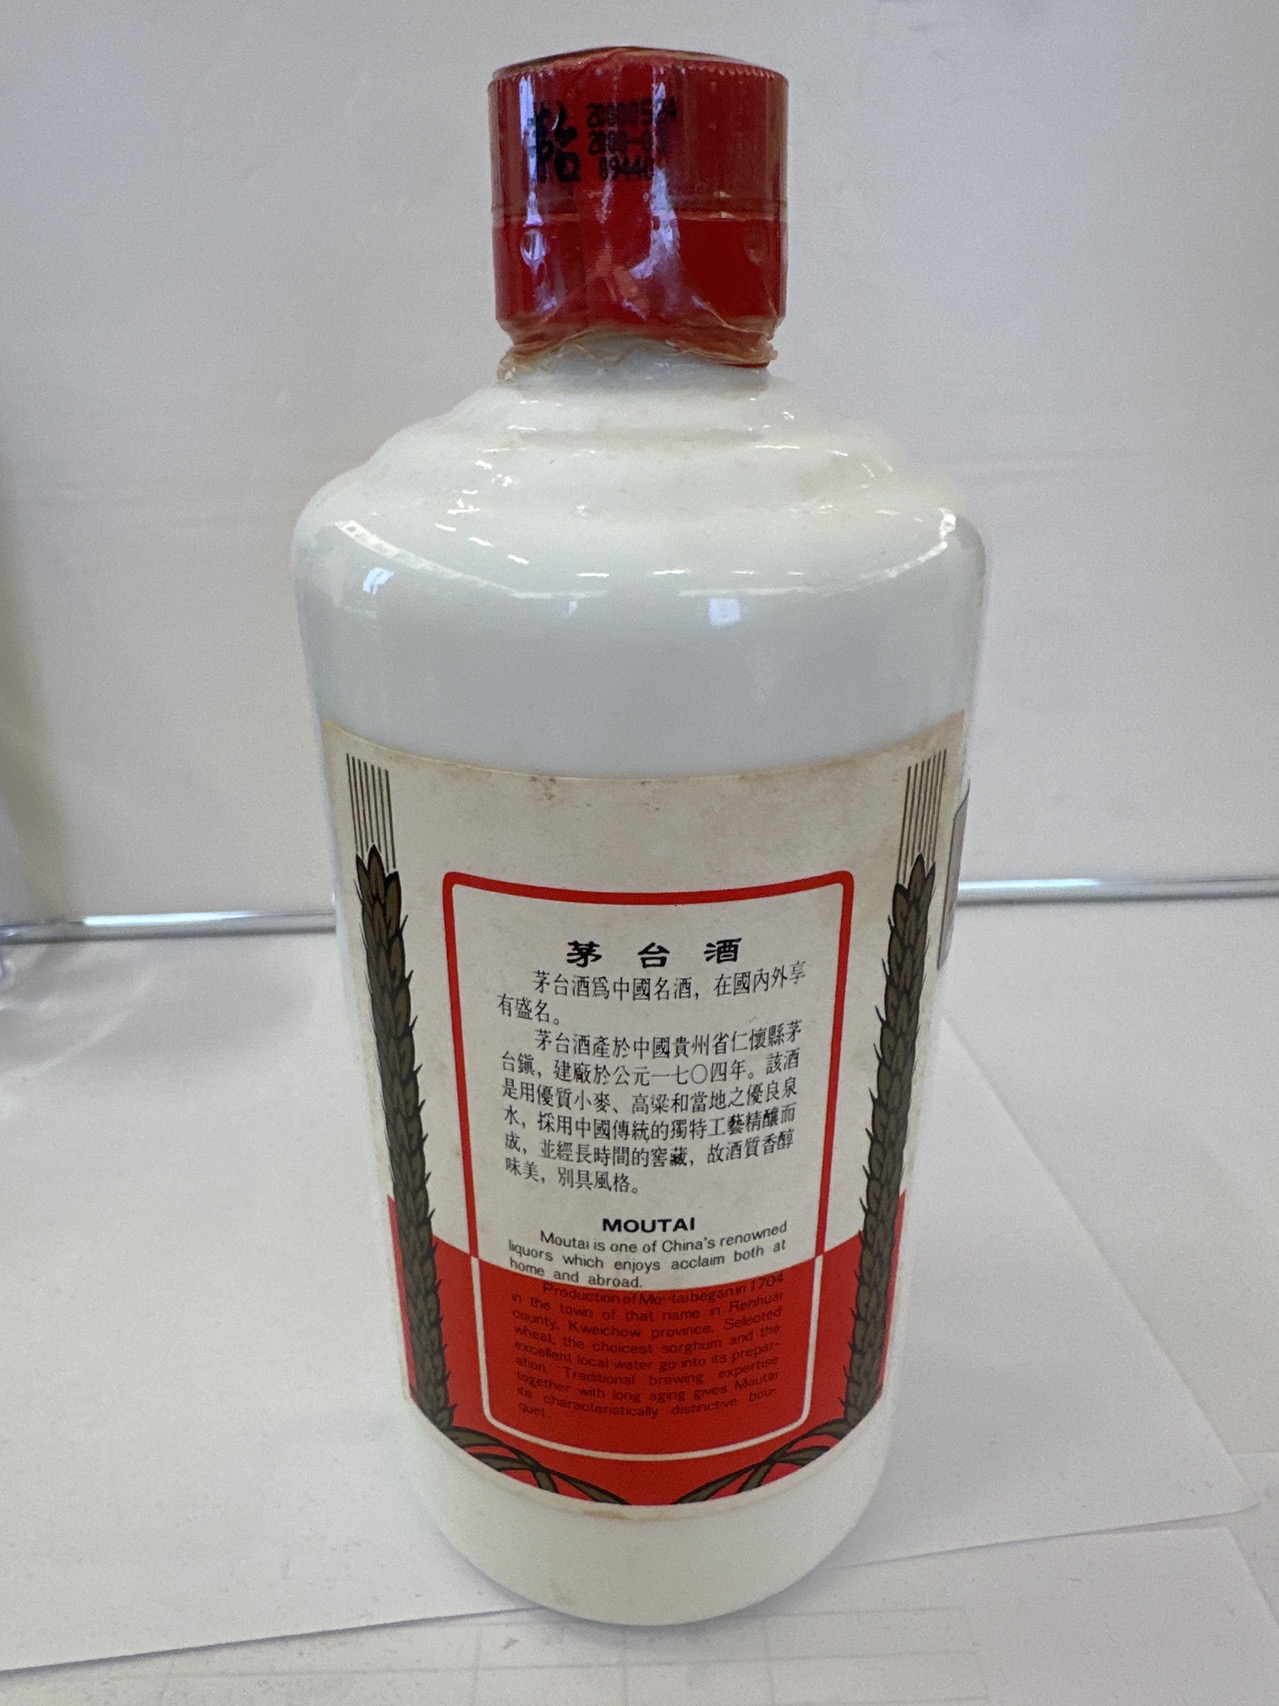 茅台酒
茅台酒爲中國名酒，在國內外享
有盛名。
茅台酒產於中國貴州省仁懷縣茅
台鎭，建廠於公元一七〇四年。該酒
是用優質小麥、高粱和當地之優良泉
水，採用中國傳統的獨特工藝精釀而
成，並經長時間的窖藏，故酒質香醇
味美，別具風格。
MOUTAI
Moutai is one of China's renowned
liquors which enjoys acclaim both at
home and abroad.
Production of Moutai began in 1704
in the town of that name in Renhuai
county, Kweichow province. Selected
wheat, the choicest sorghum and the
excellent local water go into its prepar-
ation. Traditional brewing expertise
together with long aging gives Moutai
its characteristically distinctive bou-
quet.